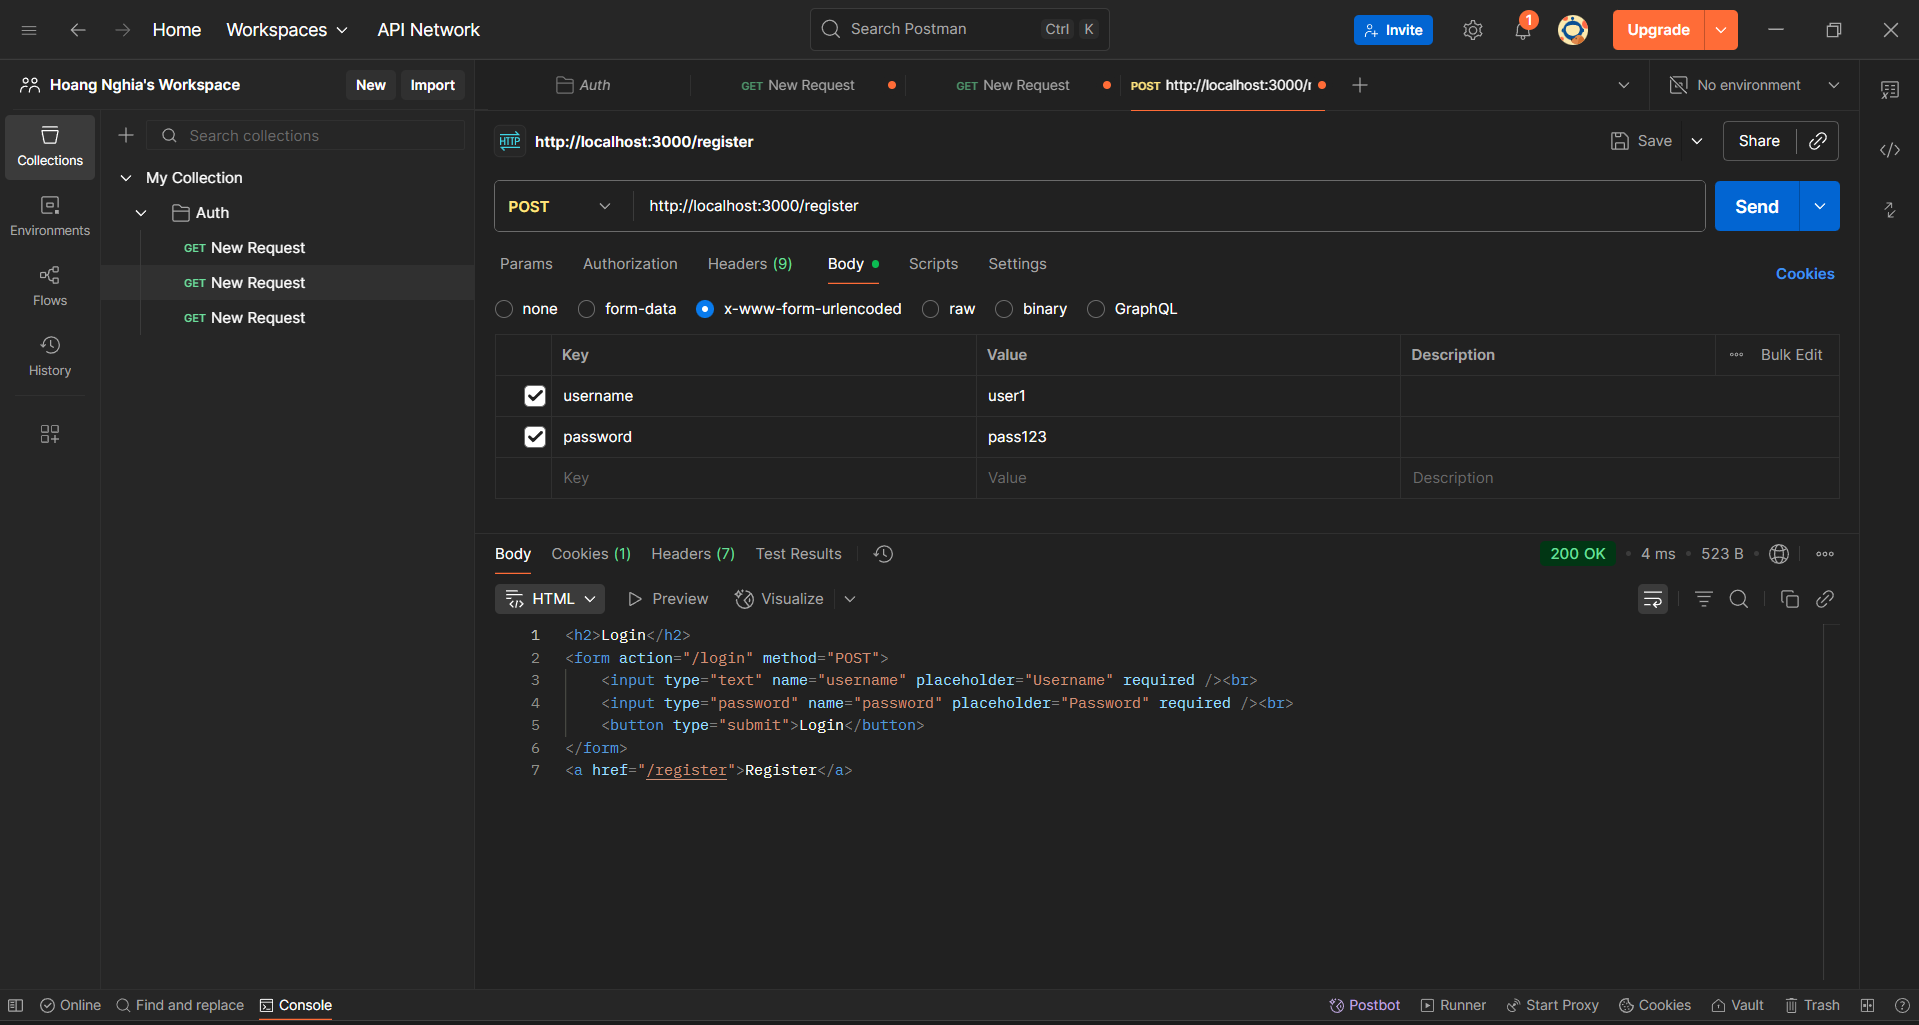 Home Workspaces API Network Search Postman Ctrl K Invite 1 Upgrade
Hoang Nghia's Workspace New Import
Auth GET New Request GET New Request POST http://localhost:3000/r No environment
Collections
Environments
Flows
History
Search collections
My Collection
Auth
GET New Request
GET New Request
GET New Request
HTTP http://localhost:3000/register Save Share
POST http://localhost:3000/register Send
Params Authorization Headers (9) Body Scripts Settings Cookies
none form-data x-www-form-urlencoded raw binary GraphQL
Key Value Description Bulk Edit
username user1
password pass123
Key Value Description
Body Cookies (1) Headers (7) Test Results 200 OK 4 ms 523 B
HTML Preview Visualize
1 <h2>Login</h2>
2 <form action="/login" method="POST">
3 <input type="text" name="username" placeholder="Username" required /><br>
4 <input type="password" name="password" placeholder="Password" required /><br>
5 <button type="submit">Login</button>
6 </form>
7 <a href="/register">Register</a>
Online Find and replace Console Postbot Runner Start Proxy Cookies Vault Trash